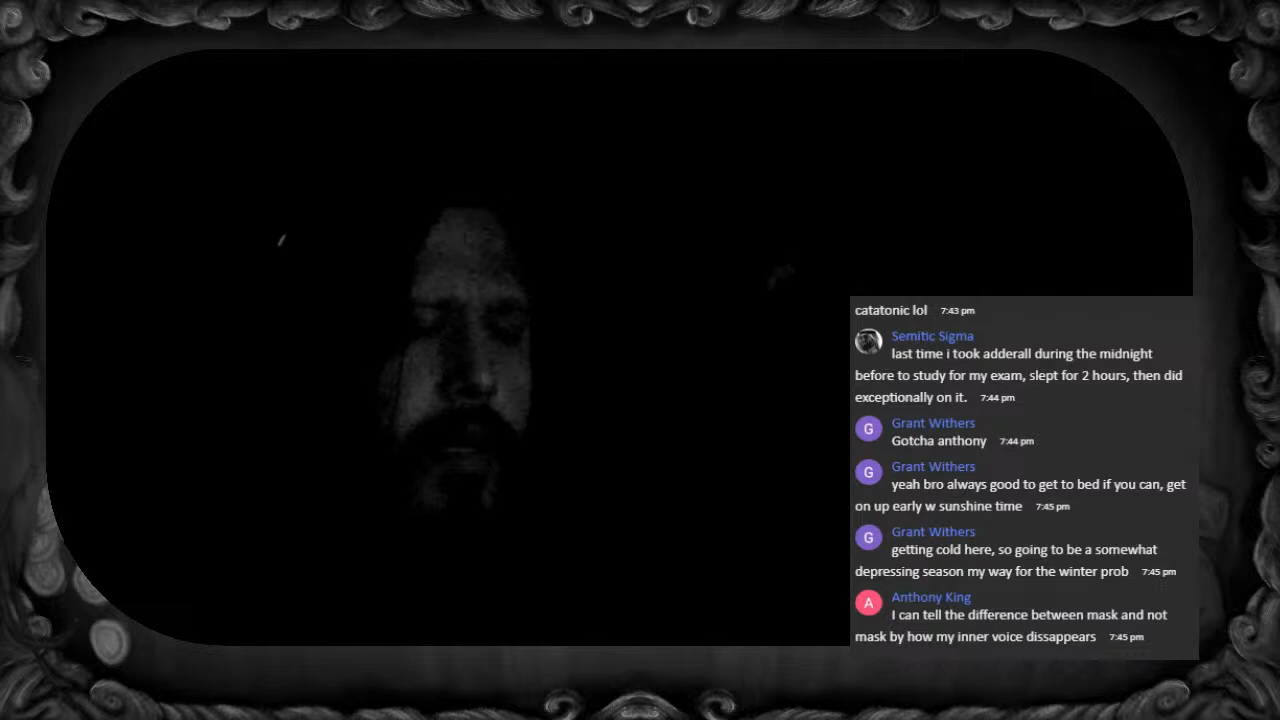 catatonic lol 7:43 pm
Semitic Sigma
last time i took adderall during the midnight
before to study for my exam, slept for 2 hours, then did
exceptionally on it. 7:44 pm
G Grant Withers
Gotcha anthony 7:44 pm
G Grant Withers
yeah bro always good to get to bed if you can, get
on up early w sunshine time 7:45 pm
G Grant Withers
getting cold here, so going to be a somewhat
depressing season my way for the winter prob 7:45 pm
A Anthony King
I can tell the difference between mask and not
mask by how my inner voice dissappears 7:45 pm